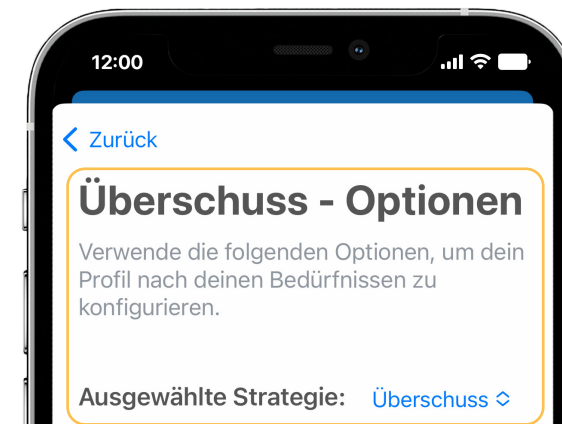 12:00
Zurück
Überschuss - Optionen
Verwende die folgenden Optionen, um dein
Profil nach deinen Bedürfnissen zu
konfigurieren.
Ausgewählte Strategie: Überschuss